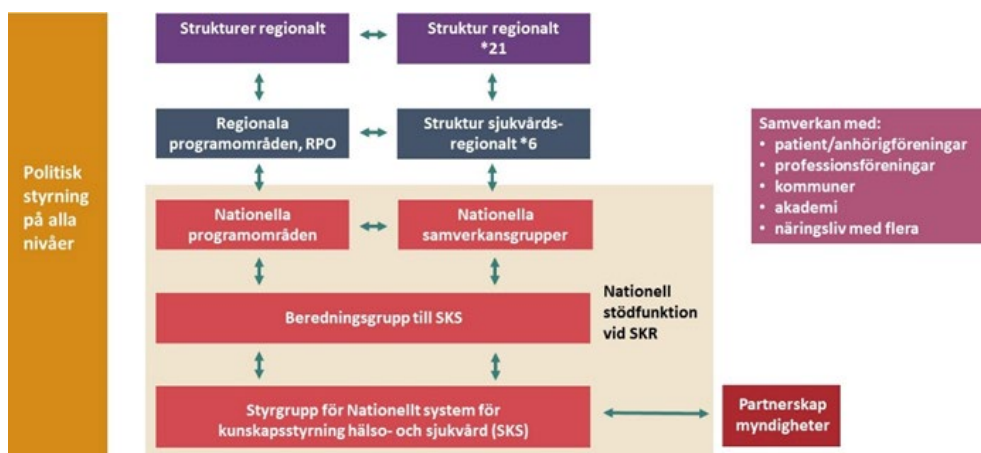 Politisk
styrning
på alla
nivåer
Strukturer regionalt
Struktur regionalt
*21
Regionala
programområden, RPO
Struktur sjukvårds-
regionalt *6
Nationella
programområden
Nationella
samverkansgrupper
Beredningsgrupp till SKS
Styrgrupp för Nationellt system för
kunskapsstyrning hälso- och sjukvård (SKS)
Nationell
stödfunktion
vid SKR
Samverkan med:
• patient/anhörigföreningar
• professionsföreningar
• kommuner
• akademi
• näringsliv med flera
Partnerskap
myndigheter